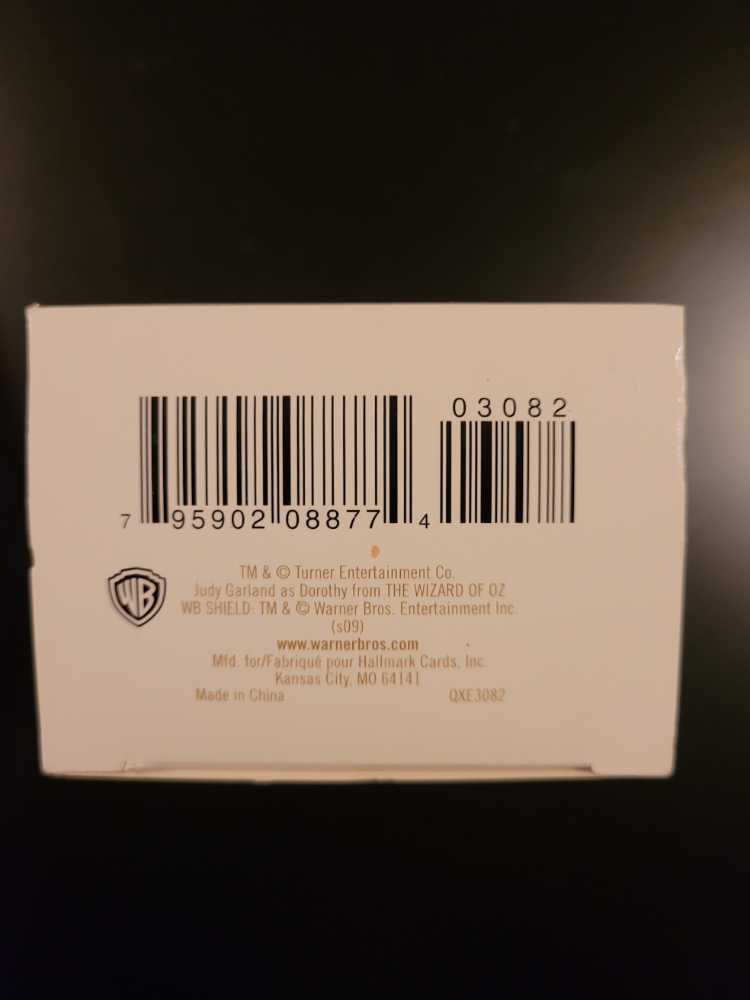 03082
7 95902 08877 4
TM & © Turner Entertainment Co.
Judy Garland as Dorothy from THE WIZARD OF OZ
WB
WB SHIELD: TM & © Warner Bros. Entertainment Inc.
(s09)
www.warnerbros.com
Mfd. for/Fabriqué pour Hallmark Cards, Inc.
Kansas City, MO 64141
Made in China QXE3082